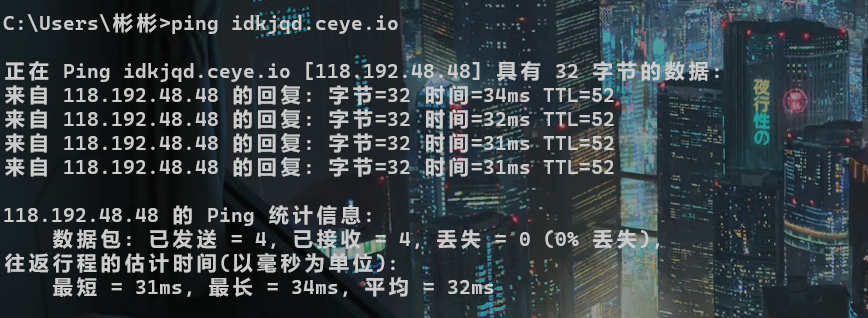 C:\Users\彬彬>ping idkjqd.ceye.io
正在 Ping idkjqd.ceye.io [118.192.48.48] 具有 32 字节的数据:
来自 118.192.48.48 的回复: 字节=32 时间=34ms TTL=52
来自 118.192.48.48 的回复: 字节=32 时间=32ms TTL=52
来自 118.192.48.48 的回复: 字节=32 时间=31ms TTL=52
来自 118.192.48.48 的回复: 字节=32 时间=31ms TTL=52
118.192.48.48 的 Ping 统计信息:
    数据包: 已发送 = 4, 已接收 = 4, 丢失 = 0 (0% 丢失),
往返行程的估计时间(以毫秒为单位):
    最短 = 31ms, 最长 = 34ms, 平均 = 32ms
夜行性の